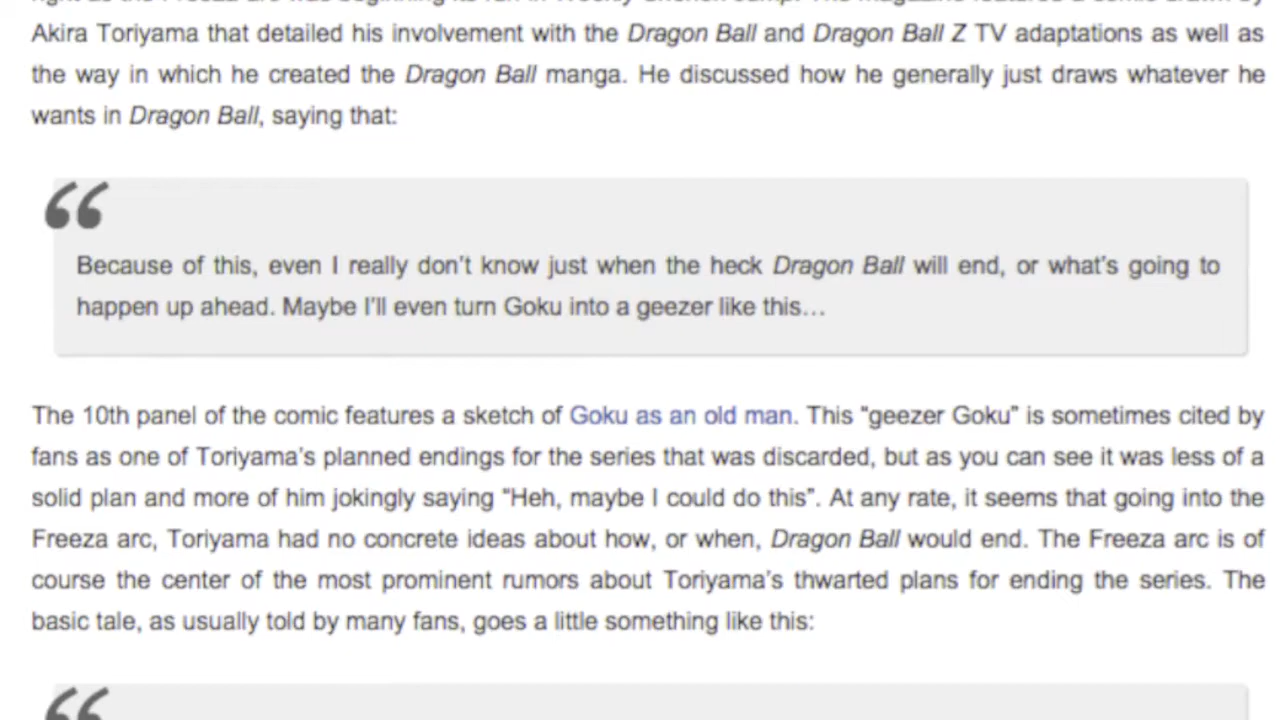 Akira Toriyama that detailed his involvement with the Dragon Ball and Dragon Ball Z TV adaptations as well as
the way in which he created the Dragon Ball manga. He discussed how he generally just draws whatever he
wants in Dragon Ball, saying that:
“
Because of this, even I really don’t know just when the heck Dragon Ball will end, or what’s going to
happen up ahead. Maybe I’ll even turn Goku into a geezer like this…
The 10th panel of the comic features a sketch of Goku as an old man. This “geezer Goku” is sometimes cited by
fans as one of Toriyama’s planned endings for the series that was discarded, but as you can see it was less of a
solid plan and more of him jokingly saying “Heh, maybe I could do this”. At any rate, it seems that going into the
Freeza arc, Toriyama had no concrete ideas about how, or when, Dragon Ball would end. The Freeza arc is of
course the center of the most prominent rumors about Toriyama’s thwarted plans for ending the series. The
basic tale, as usually told by many fans, goes a little something like this:
“